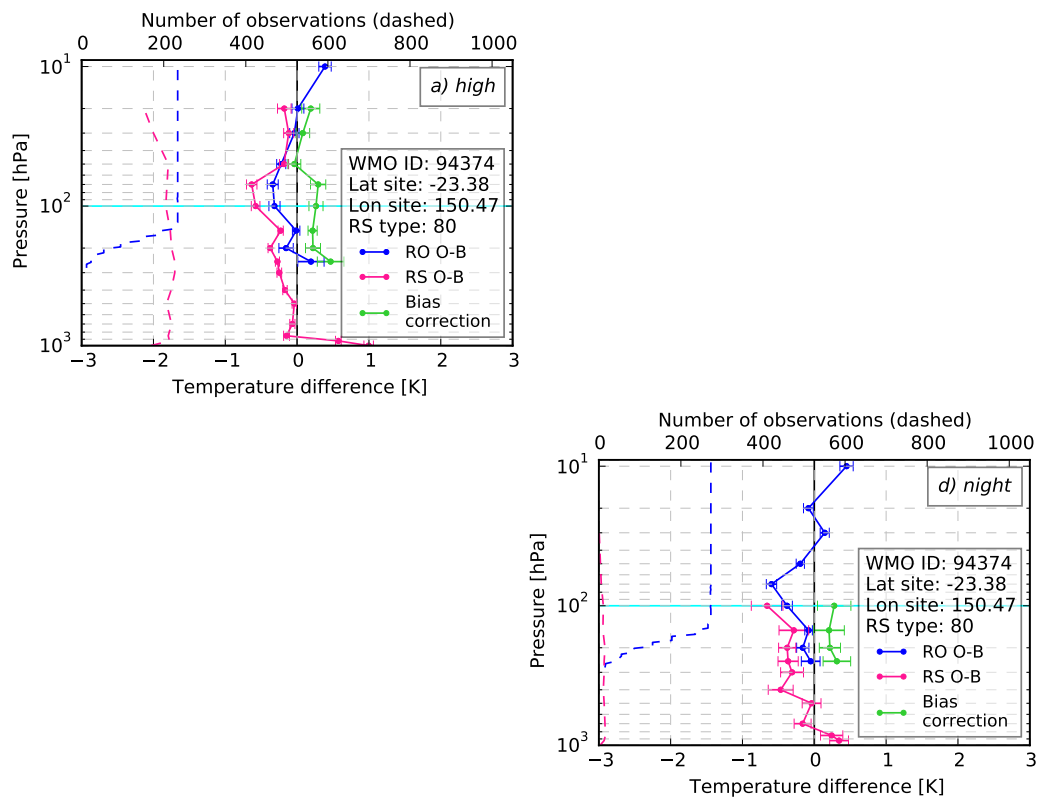 Number of observations (dashed)
0 200 400 600 800 1000
10¹
a) high
Pressure [hPa]
WMO ID: 94374
Lat site: -23.38
10² Lon site: 150.47
RS type: 80
RO O-B
RS O-B
Bias
correction
10³
−3 −2 −1 0 1 2 3
Temperature difference [K]
Number of observations (dashed)
0 200 400 600 800 1000
10¹
d) night
Pressure [hPa]
WMO ID: 94374
Lat site: -23.38
10² Lon site: 150.47
RS type: 80
RO O-B
RS O-B
Bias
correction
10³
−3 −2 −1 0 1 2 3
Temperature difference [K]